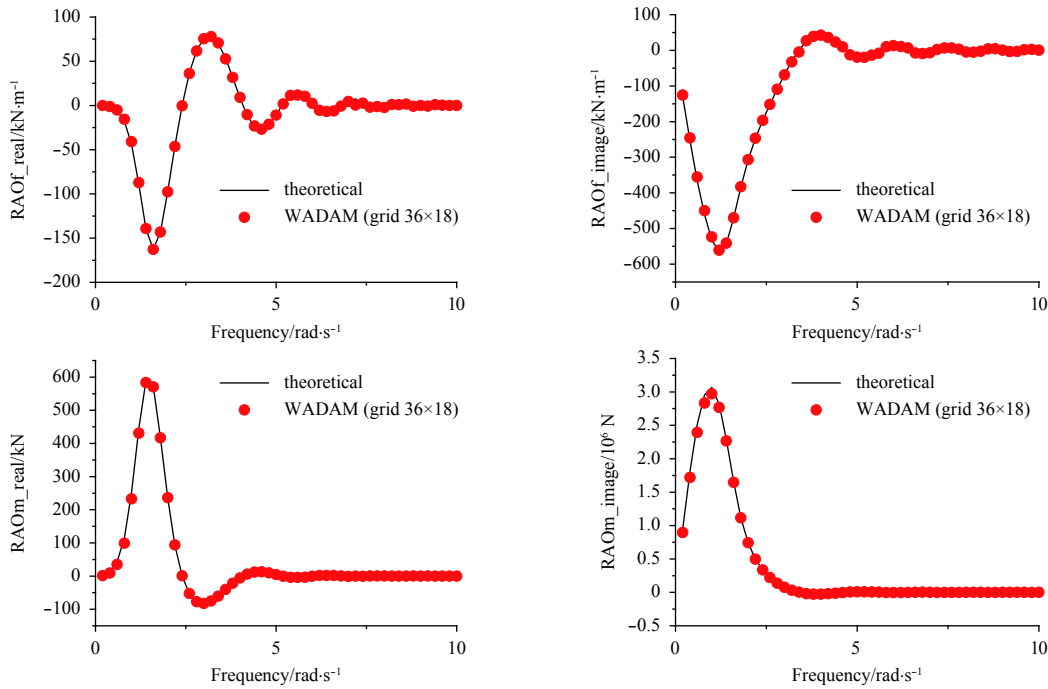 RAOf_real/kN·m⁻¹
100
50
0
−50
−100
−150
−200
theoretical
WADAM (grid 36×18)
0
5
10
Frequency/rad·s⁻¹
RAOf_image/kN·m⁻¹
100
0
−100
−200
−300
−400
−500
−600
theoretical
WADAM (grid 36×18)
0
5
10
Frequency/rad·s⁻¹
RAOm_real/kN
600
500
400
300
200
100
0
−100
theoretical
WADAM (grid 36×18)
0
5
10
Frequency/rad·s⁻¹
RAOm_image/10⁶ N
3.5
3.0
2.5
2.0
1.5
1.0
0.5
0
−0.5
theoretical
WADAM (grid 36×18)
0
5
10
Frequency/rad·s⁻¹